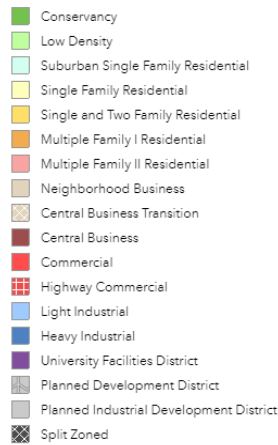 Conservancy
Low Density
Suburban Single Family Residential
Single Family Residential
Single and Two Family Residential
Multiple Family I Residential
Multiple Family II Residential
Neighborhood Business
Central Business Transition
Central Business
Commercial
Highway Commercial
Light Industrial
Heavy Industrial
University Facilities District
Planned Development District
Planned Industrial Development District
Split Zoned